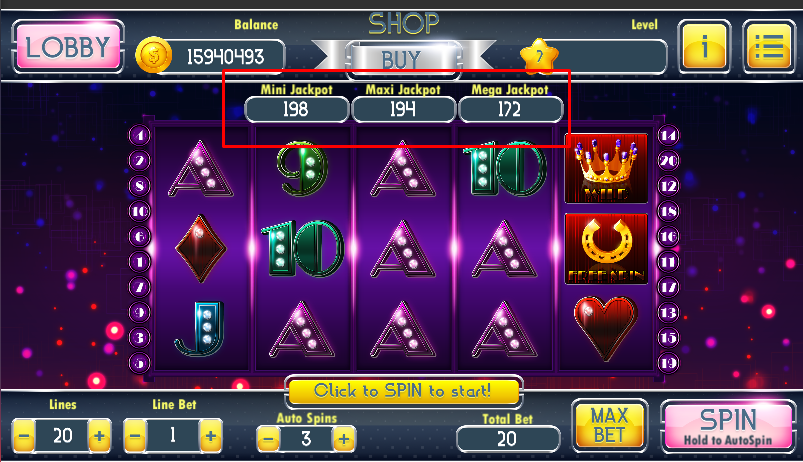 SHOP
Balance
Level
LOBBY
$
15940493
BUY
7
i
Mini Jackpot
Maxi Jackpot
Mega Jackpot
198
194
172
4
14
2
20
8
12
10
18
6
16
1
11
7
17
9
13
3
15
5
19
A
9
A
10
WILD
10
A
A
FREE SPIN
J
A
A
A
Click to SPIN to start!
Lines
Line Bet
Auto Spins
Total Bet
- 20 +
- 1 +
- 3 +
20
MAX
BET
SPIN
Hold to AutoSpin